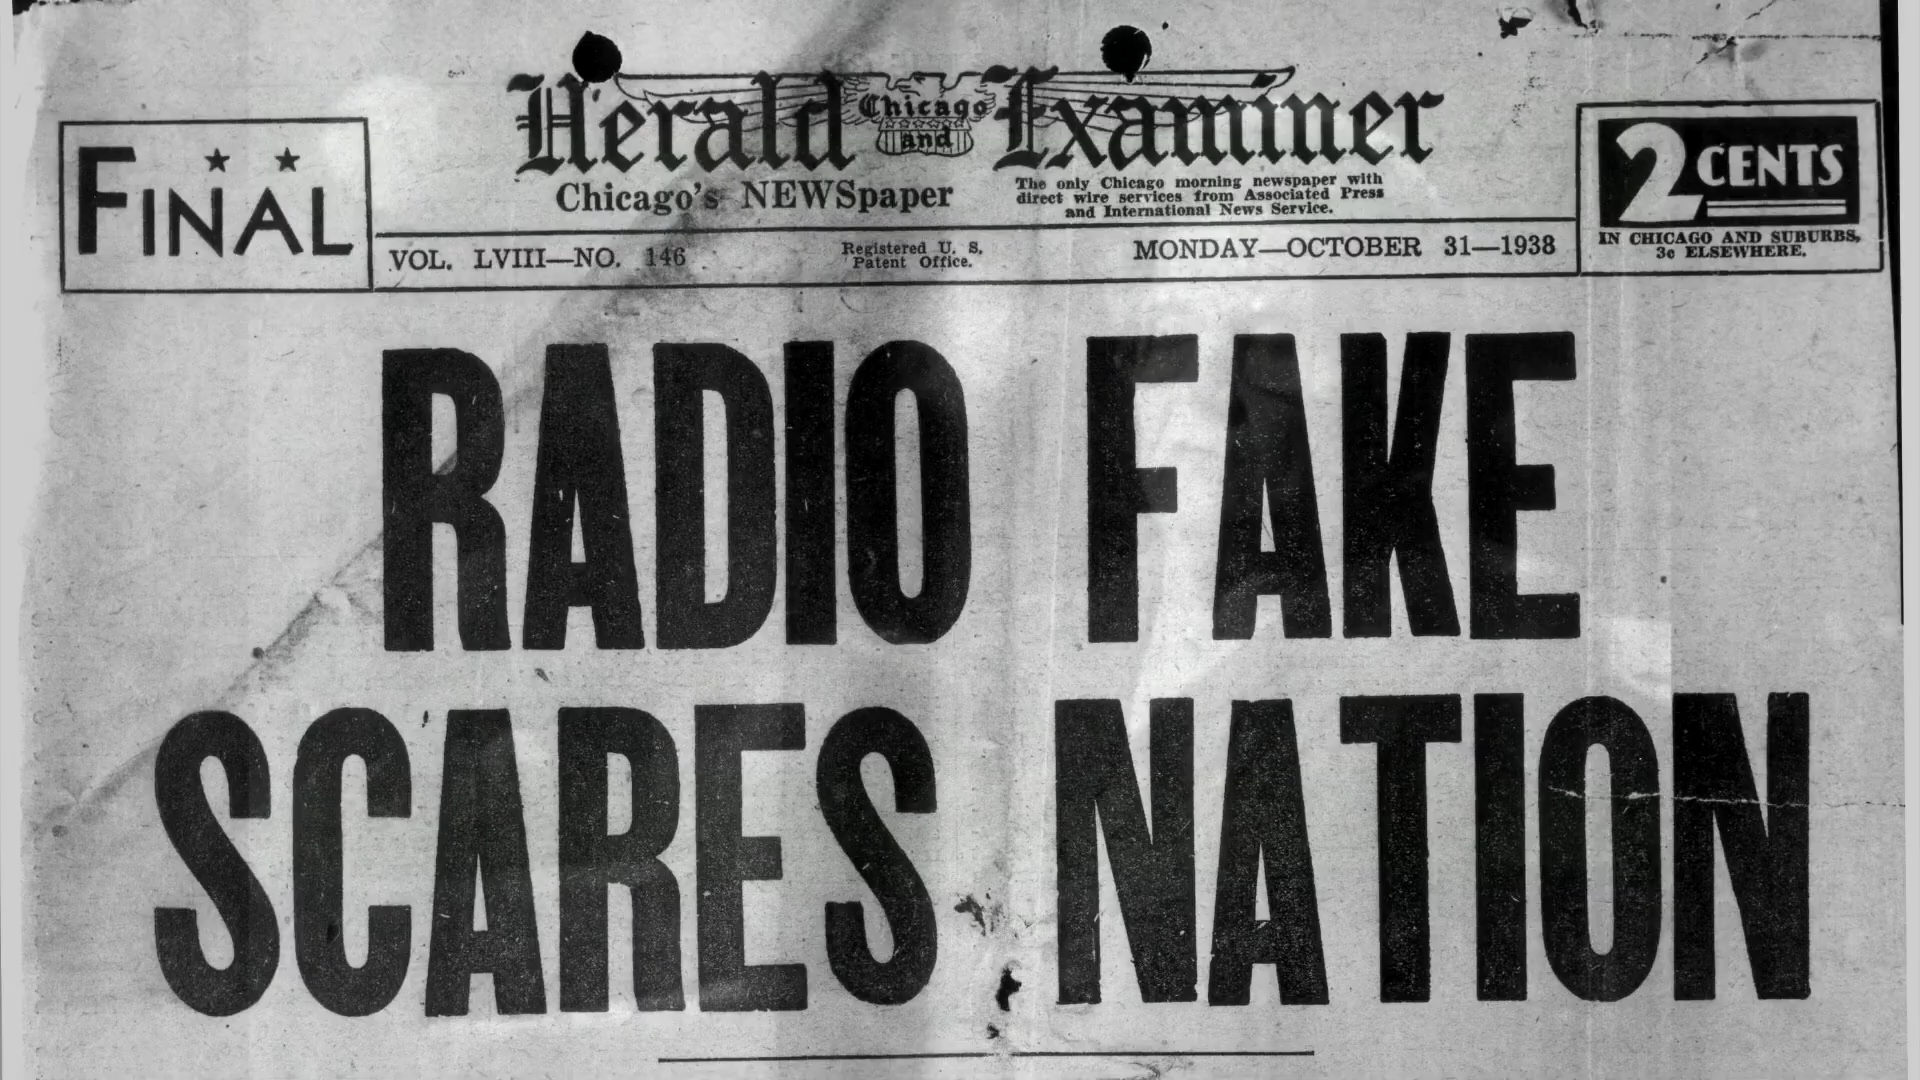 Herald Chicago and Examiner
FINAL
Chicago's NEWSpaper
The only Chicago morning newspaper with
direct wire services from Associated Press
and International News Service.
2 CENTS
IN CHICAGO AND SUBURBS,
3c ELSEWHERE.
VOL. LVIII—NO. 146
Registered U. S.
Patent Office.
MONDAY—OCTOBER 31—1938
RADIO FAKE
SCARES NATION